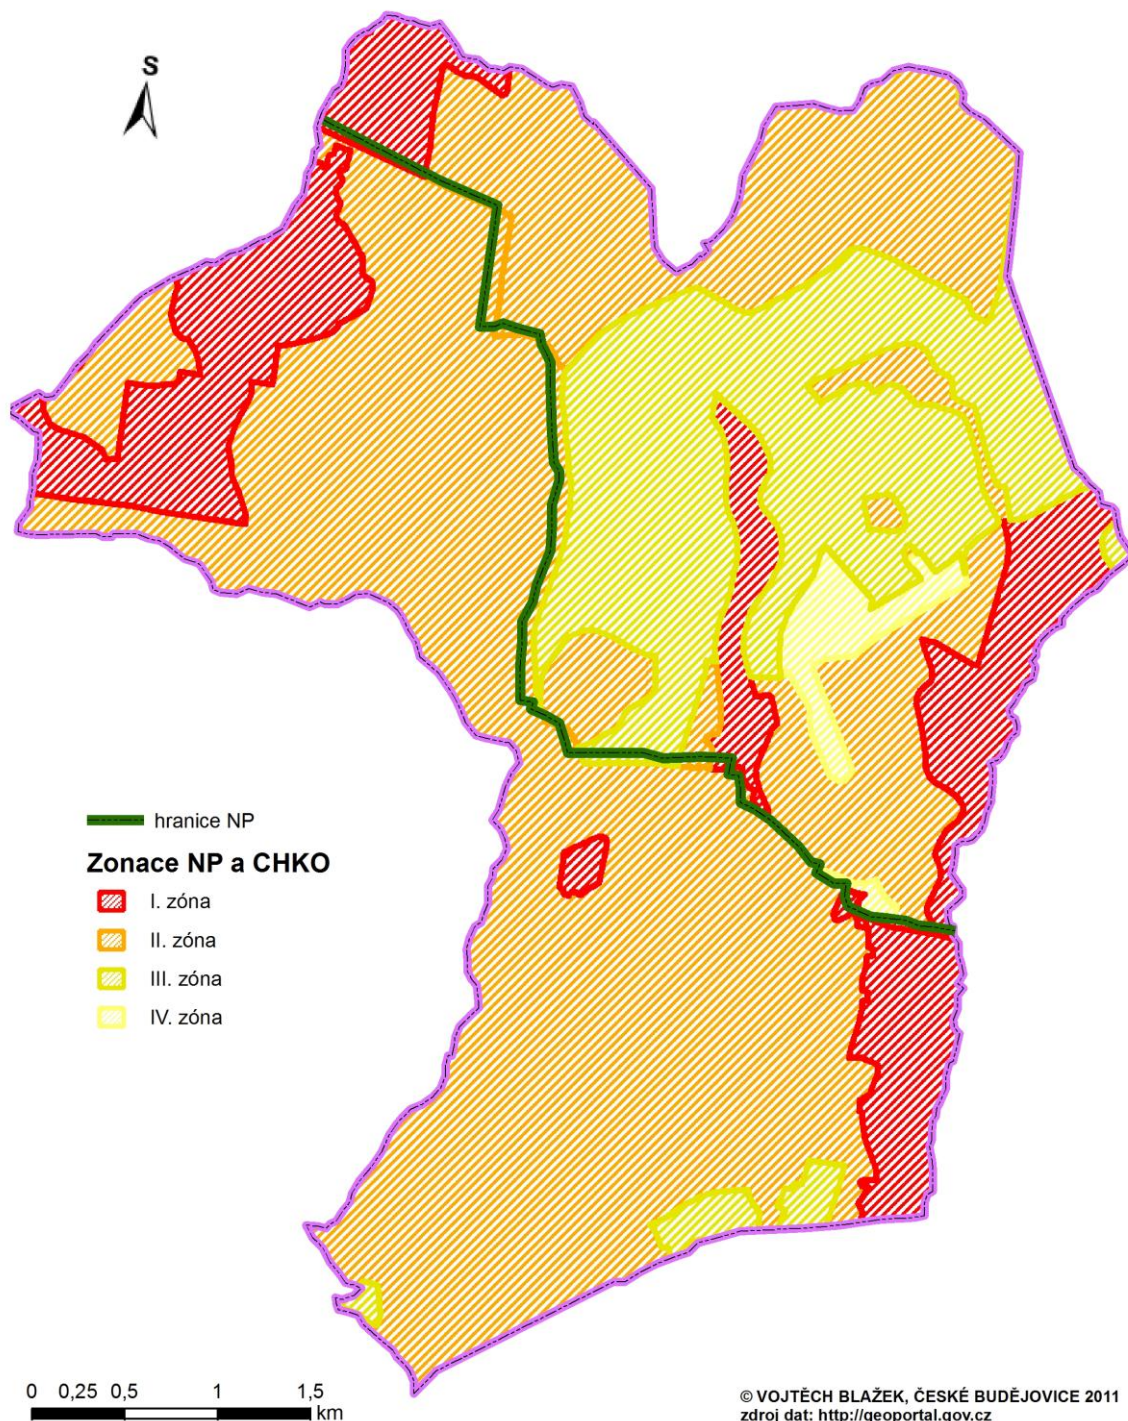 S
hranice NP
Zonace NP a CHKO
I. zóna
II. zóna
III. zóna
IV. zóna
0 0,25 0,5 1 1,5
km
© VOJTĚCH BLAŽEK, ČESKÉ BUDĚJOVICE 2011
zdroj dat: http://geoportal.gov.cz